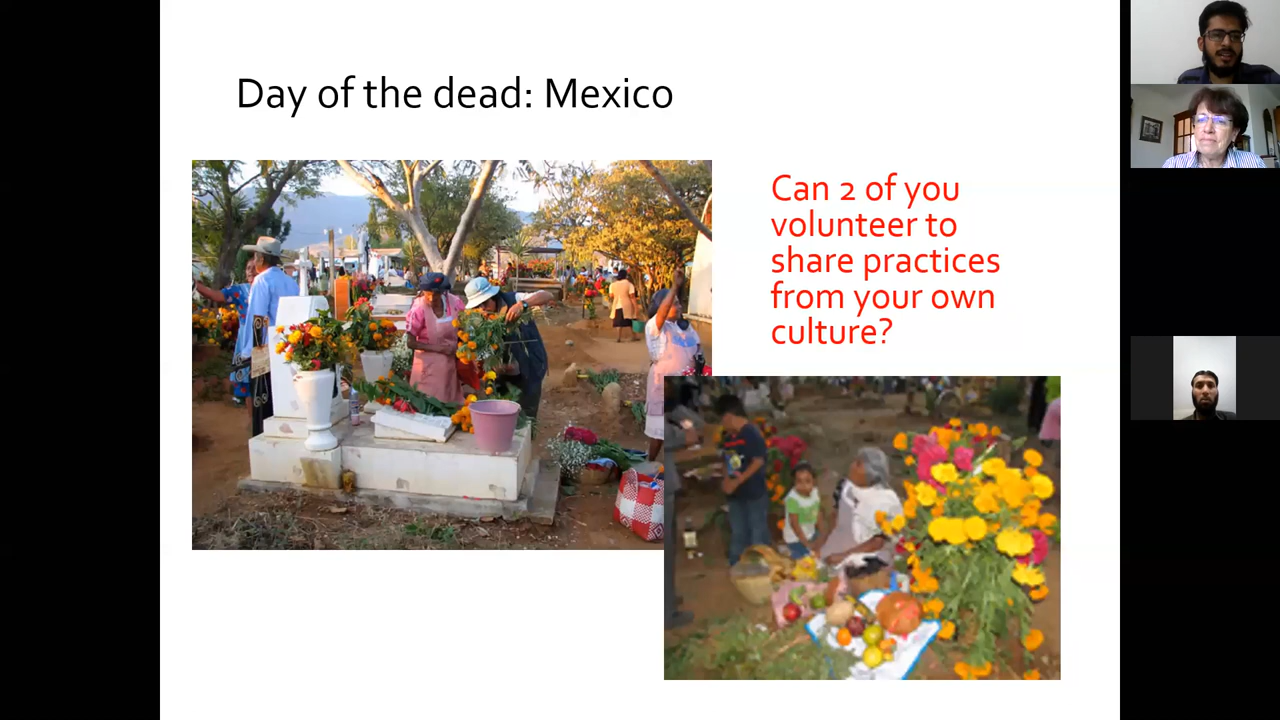 Day of the dead: Mexico
Can 2 of you
volunteer to
share practices
from your own
culture?